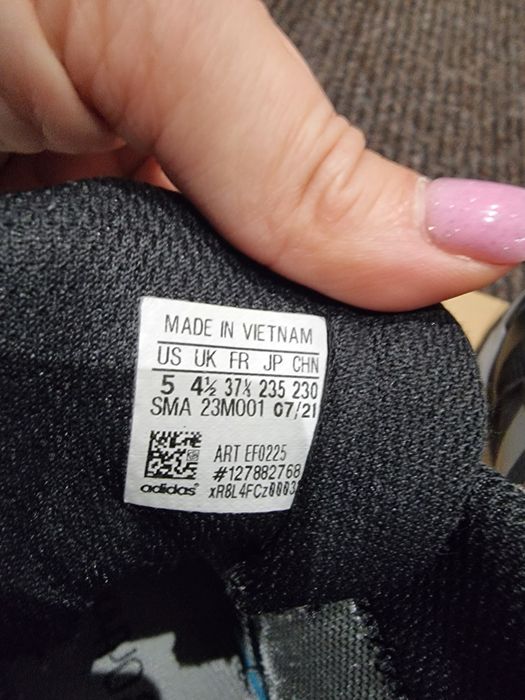 MADE IN VIETNAM
US UK FR JP CHN
5 4½ 37⅓ 235 230
SMA 23M001 07/21
ART EF0225
#127882768
adidas xR8L4FCz0003